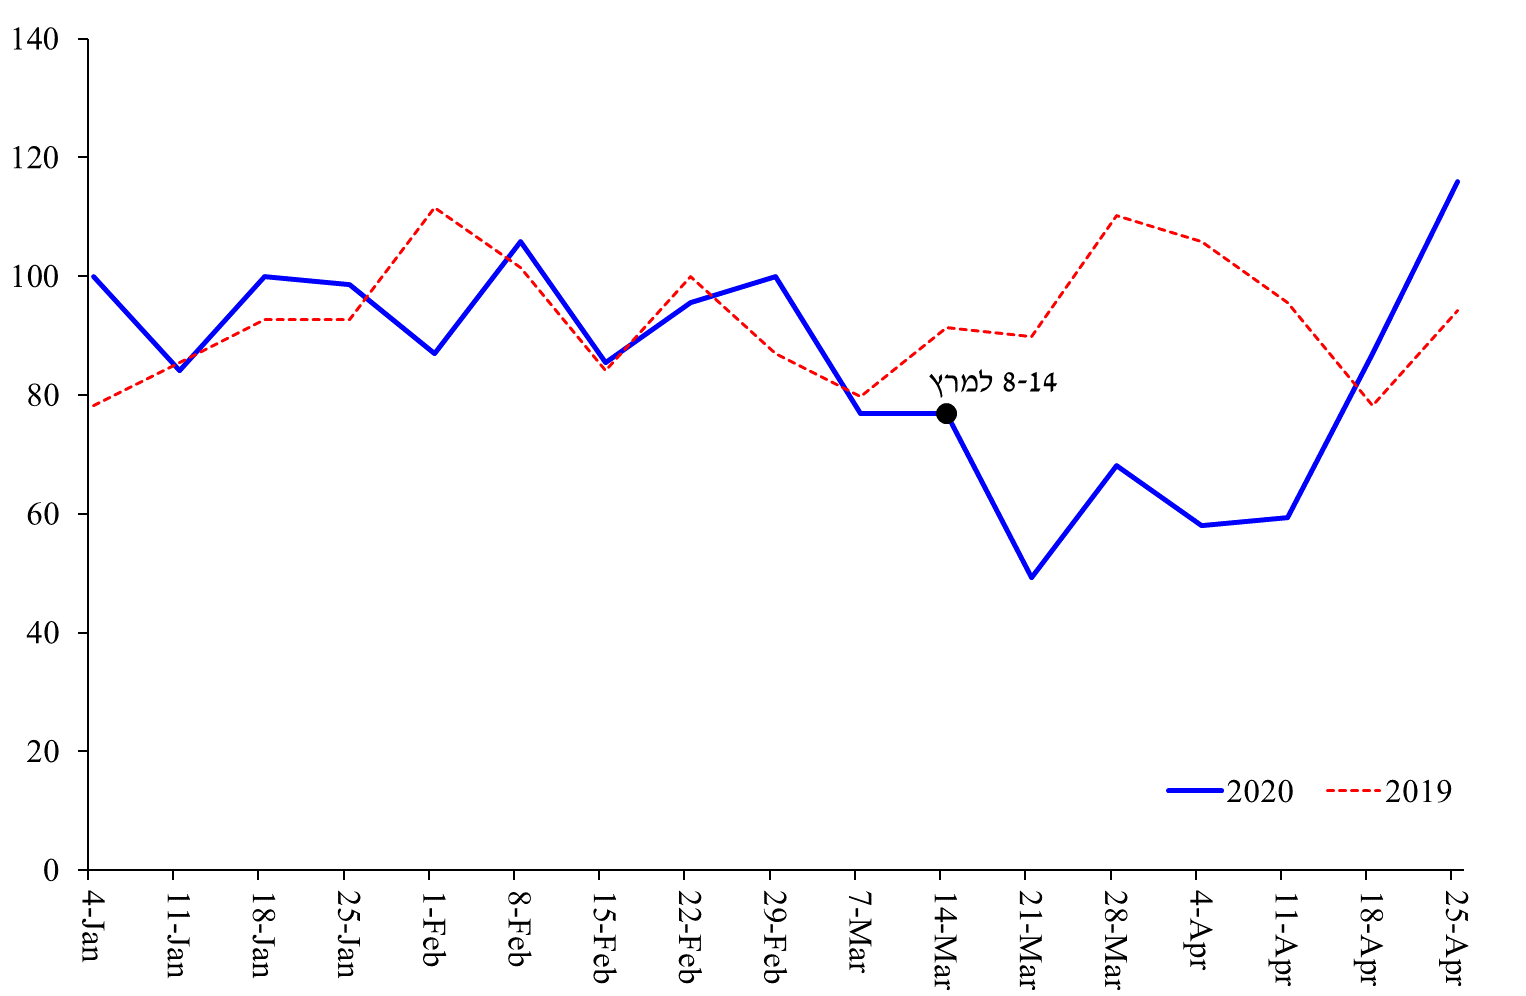 140
120
100
80
60
40
20
0
8-14 למרץ
2020
2019
4-Jan
11-Jan
18-Jan
25-Jan
1-Feb
8-Feb
15-Feb
22-Feb
29-Feb
7-Mar
14-Mar
21-Mar
28-Mar
4-Apr
11-Apr
18-Apr
25-Apr